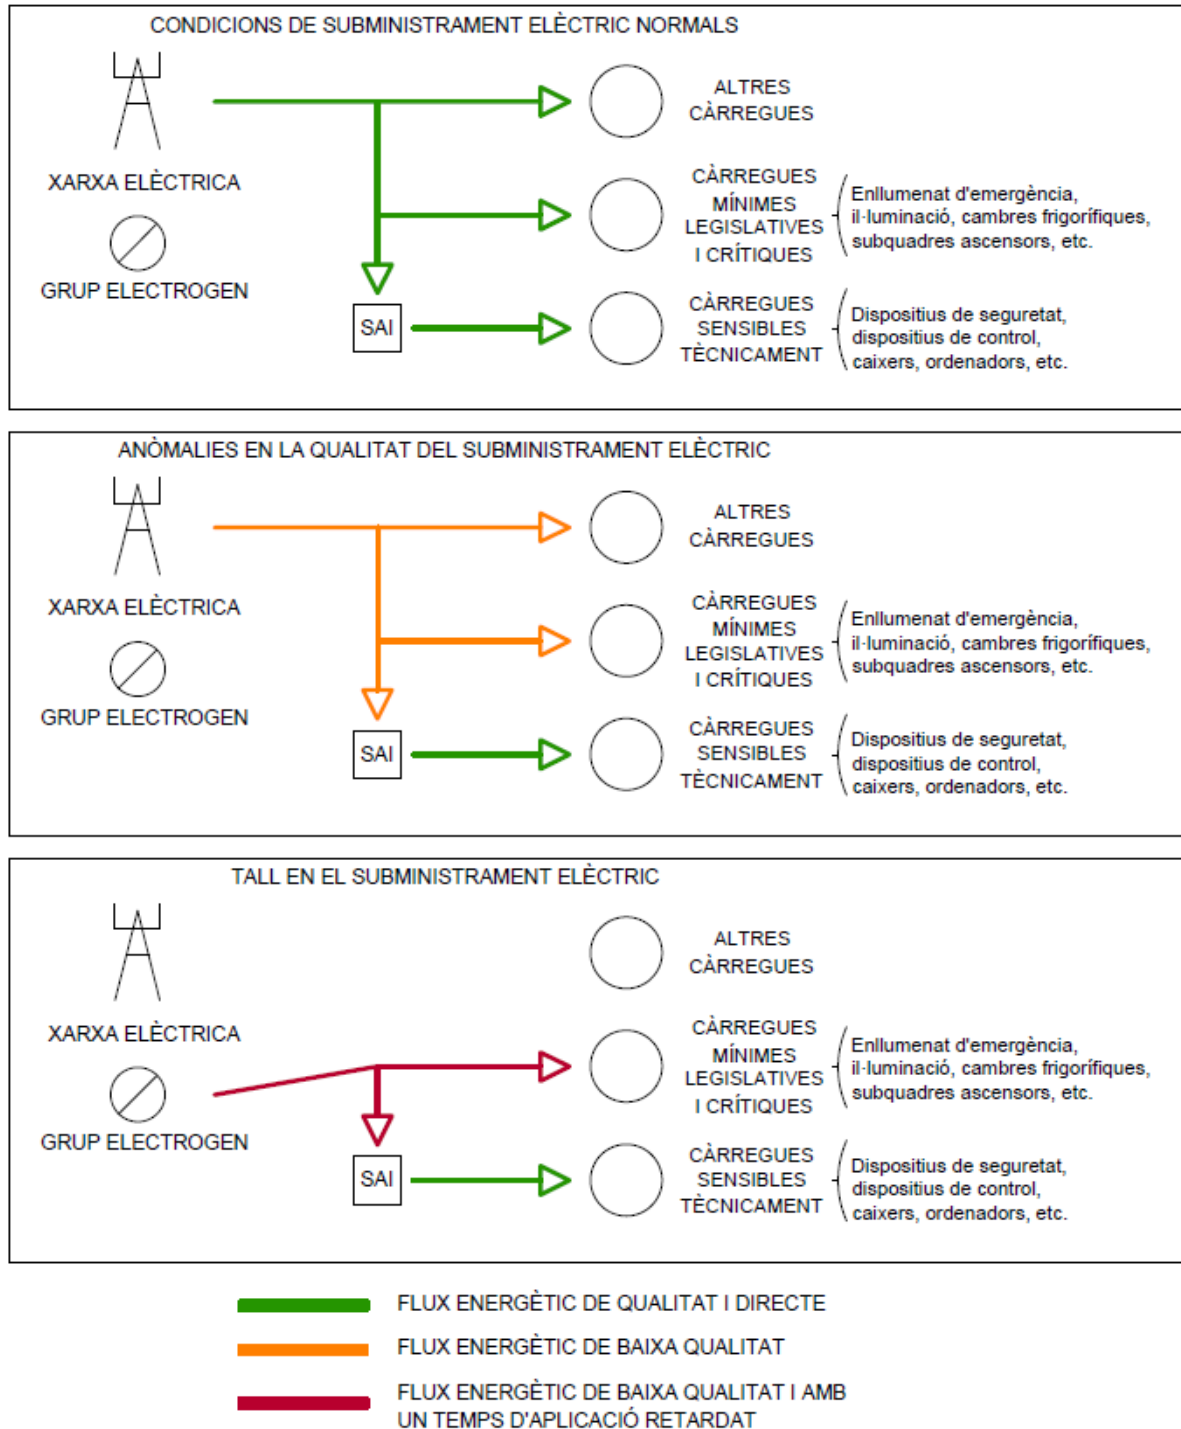 CONDICIONS DE SUBMINISTRAMENT ELÈCTRIC NORMALS
XARXA ELÈCTRICA
GRUP ELECTROGEN
SAI
ALTRES
CÀRREGUES
CÀRREGUES
MÍNIMES
LEGISLATIVES
I CRÍTIQUES
Enllumenat d'emergència,
il·luminació, cambres frigorífiques,
subquadres ascensors, etc.
CÀRREGUES
SENSIBLES
TÈCNICAMENT
Dispositius de seguretat,
dispositius de control,
caixers, ordenadors, etc.
ANÒMALIES EN LA QUALITAT DEL SUBMINISTRAMENT ELÈCTRIC
XARXA ELÈCTRICA
GRUP ELECTROGEN
SAI
ALTRES
CÀRREGUES
CÀRREGUES
MÍNIMES
LEGISLATIVES
I CRÍTIQUES
Enllumenat d'emergència,
il·luminació, cambres frigorífiques,
subquadres ascensors, etc.
CÀRREGUES
SENSIBLES
TÈCNICAMENT
Dispositius de seguretat,
dispositius de control,
caixers, ordenadors, etc.
TALL EN EL SUBMINISTRAMENT ELÈCTRIC
XARXA ELÈCTRICA
GRUP ELECTROGEN
SAI
ALTRES
CÀRREGUES
CÀRREGUES
MÍNIMES
LEGISLATIVES
I CRÍTIQUES
Enllumenat d'emergència,
il·luminació, cambres frigorífiques,
subquadres ascensors, etc.
CÀRREGUES
SENSIBLES
TÈCNICAMENT
Dispositius de seguretat,
dispositius de control,
caixers, ordenadors, etc.
FLUX ENERGÈTIC DE QUALITAT I DIRECTE
FLUX ENERGÈTIC DE BAIXA QUALITAT
FLUX ENERGÈTIC DE BAIXA QUALITAT I AMB
UN TEMPS D'APLICACIÓ RETARDAT